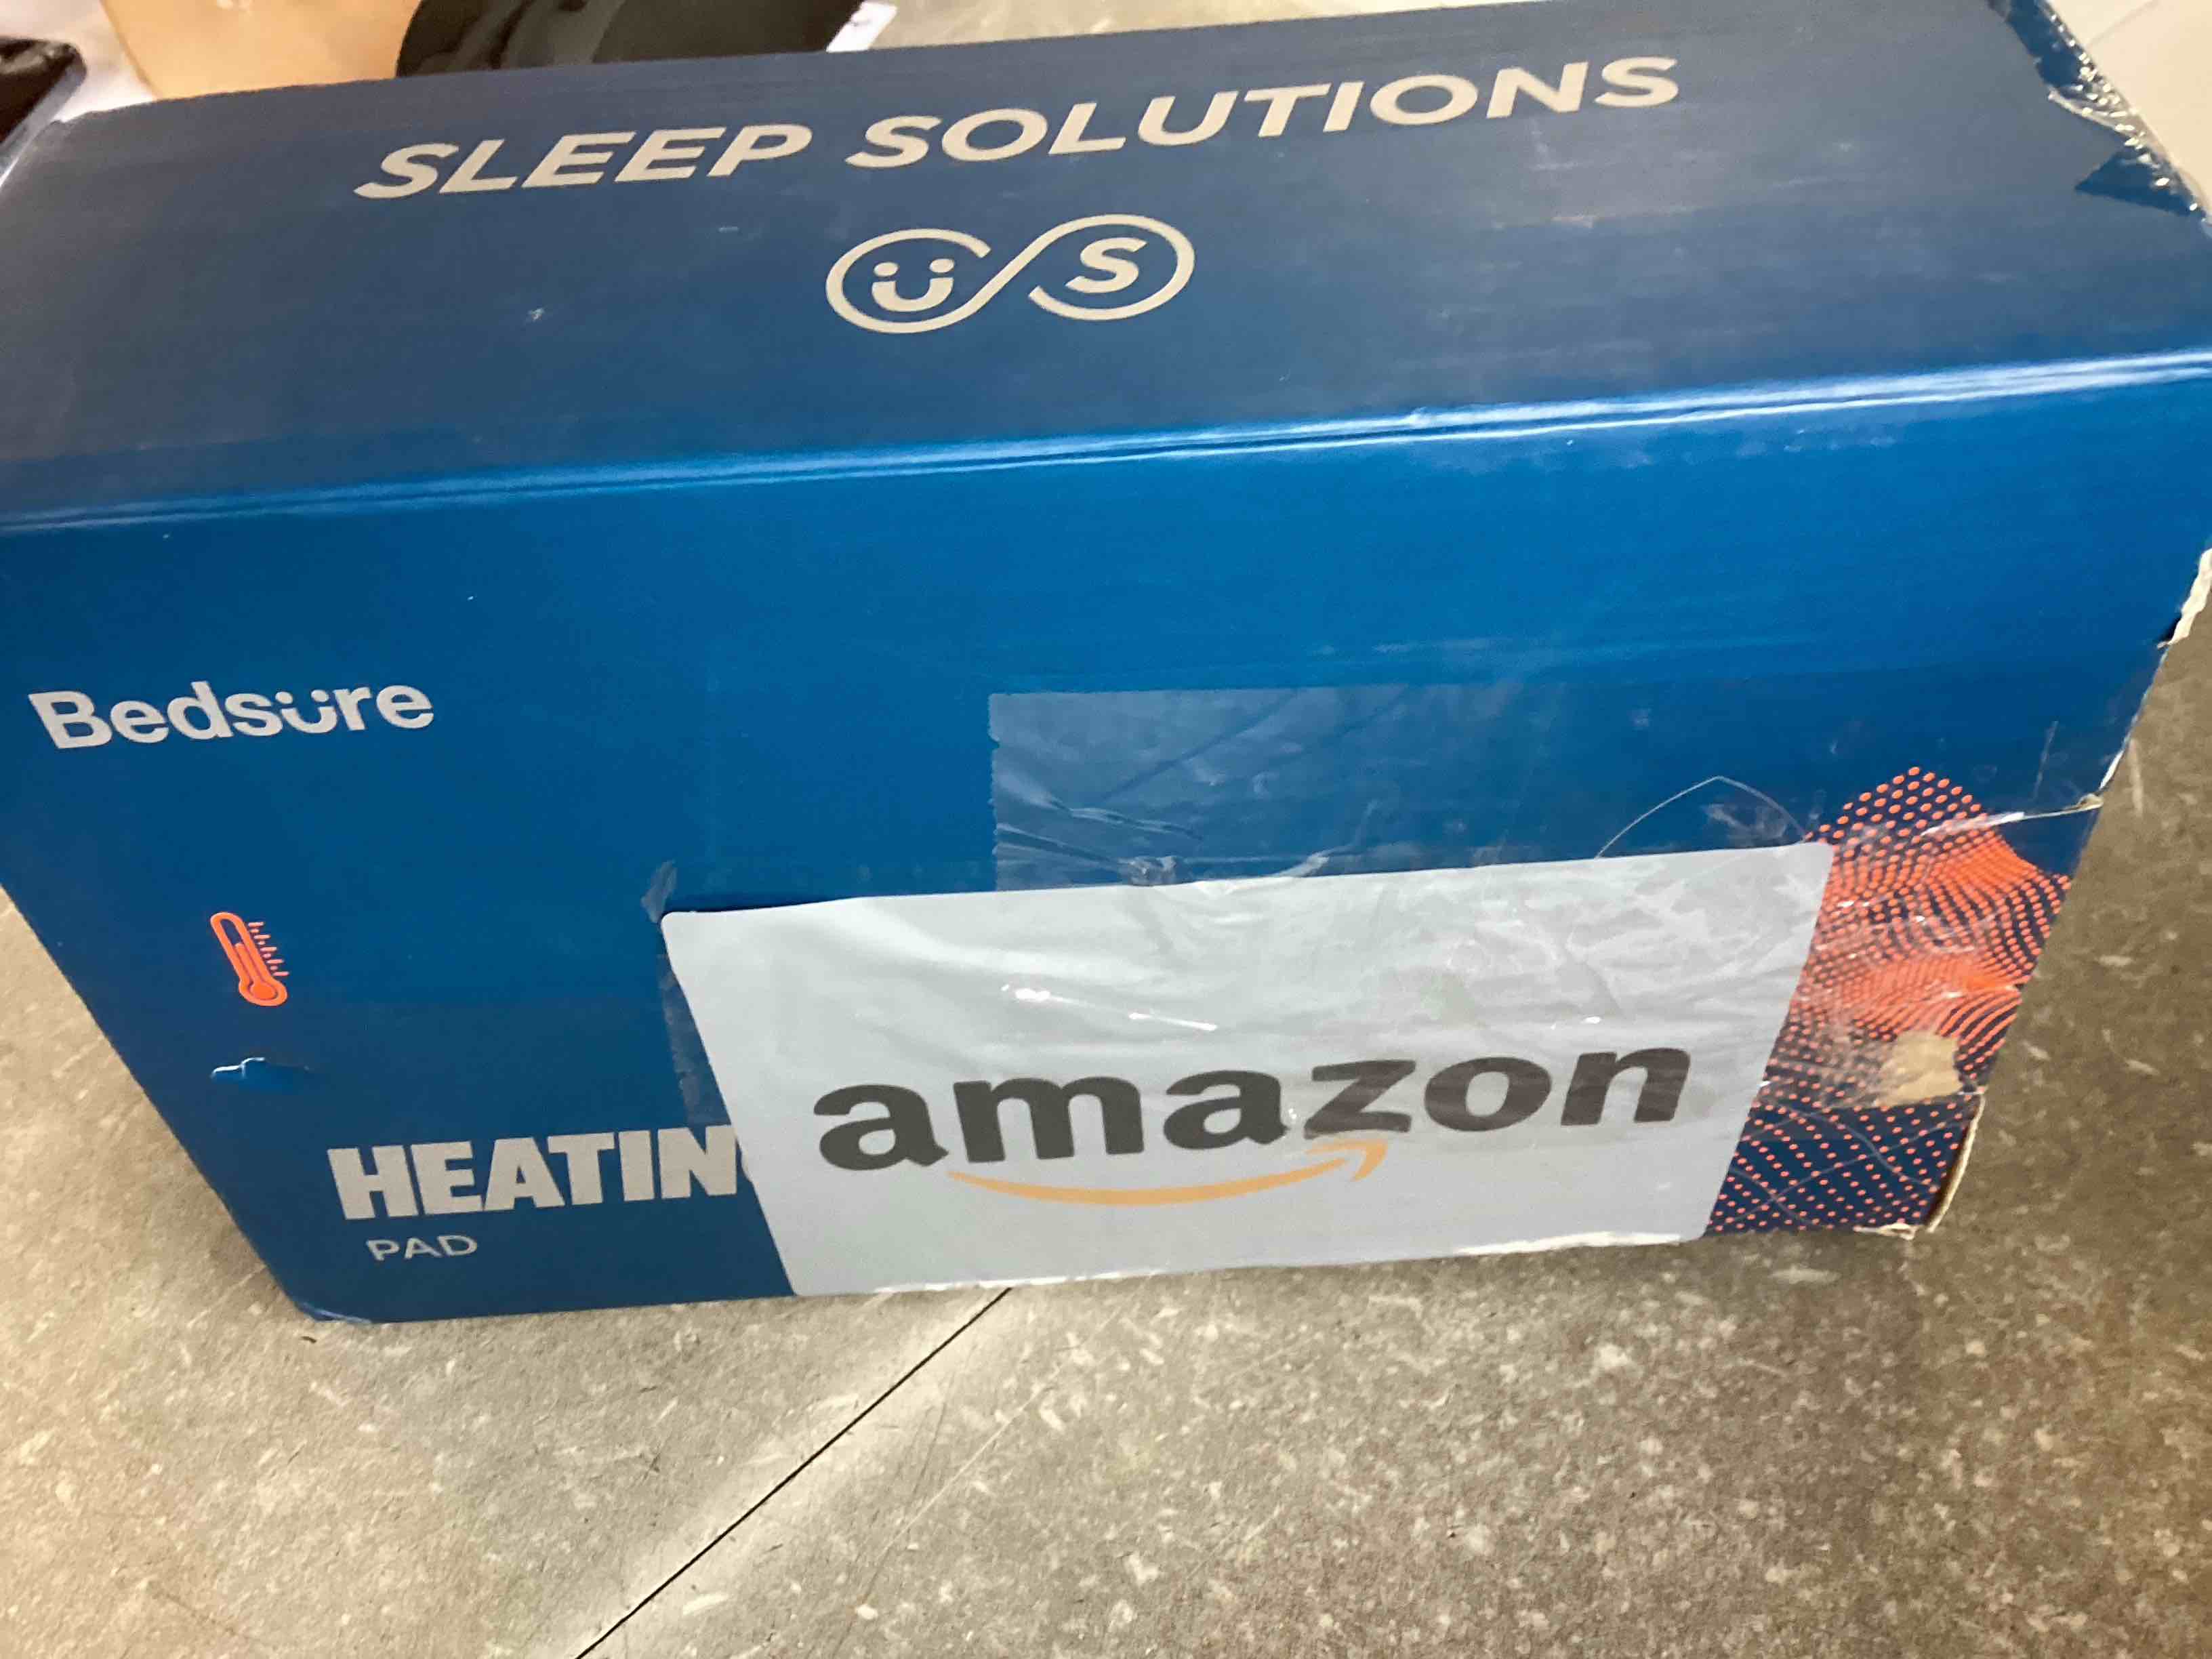 SLEEP SOLUTIONS
S
Bedsure
HEATIN
PAD
amazon